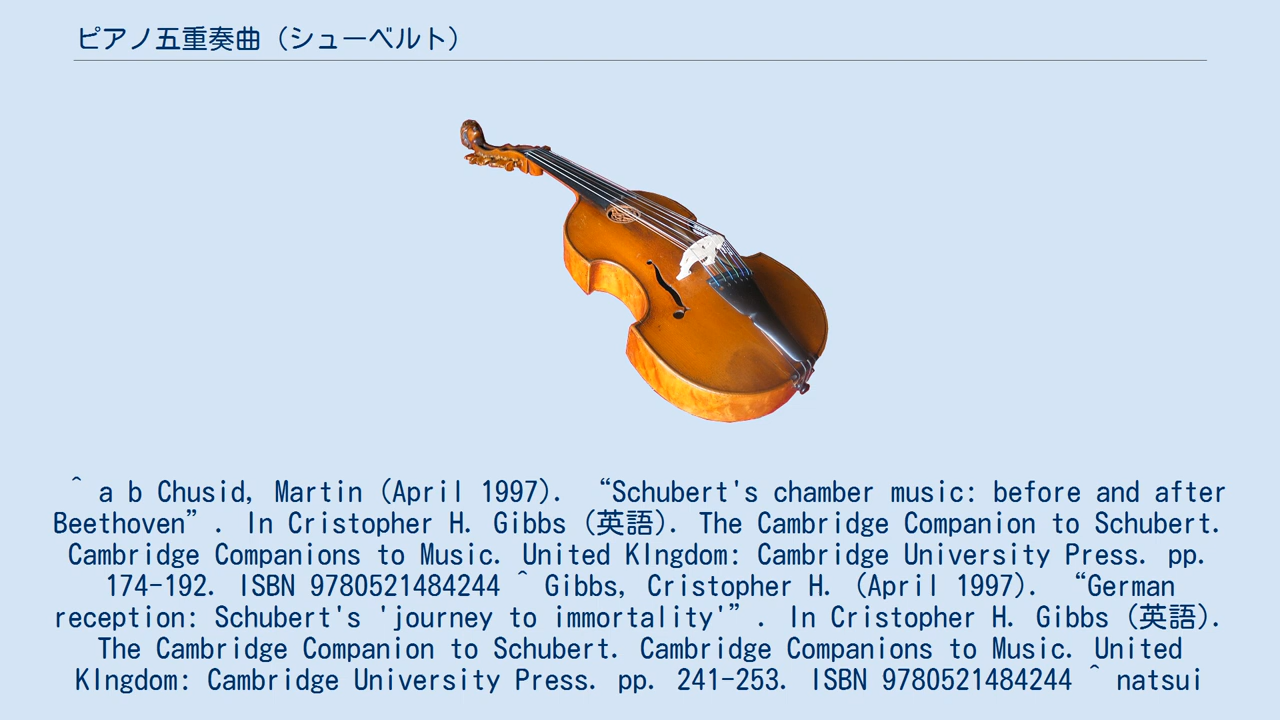 ピアノ五重奏曲（シューベルト）
^ a b Chusid, Martin (April 1997). “Schubert's chamber music: before and after
Beethoven”. In Cristopher H. Gibbs (英語). The Cambridge Companion to Schubert.
Cambridge Companions to Music. United KIngdom: Cambridge University Press. pp.
174-192. ISBN 9780521484244 ^ Gibbs, Cristopher H. (April 1997). “German
reception: Schubert's 'journey to immortality'”. In Cristopher H. Gibbs (英語).
The Cambridge Companion to Schubert. Cambridge Companions to Music. United
KIngdom: Cambridge University Press. pp. 241-253. ISBN 9780521484244 ^ natsui